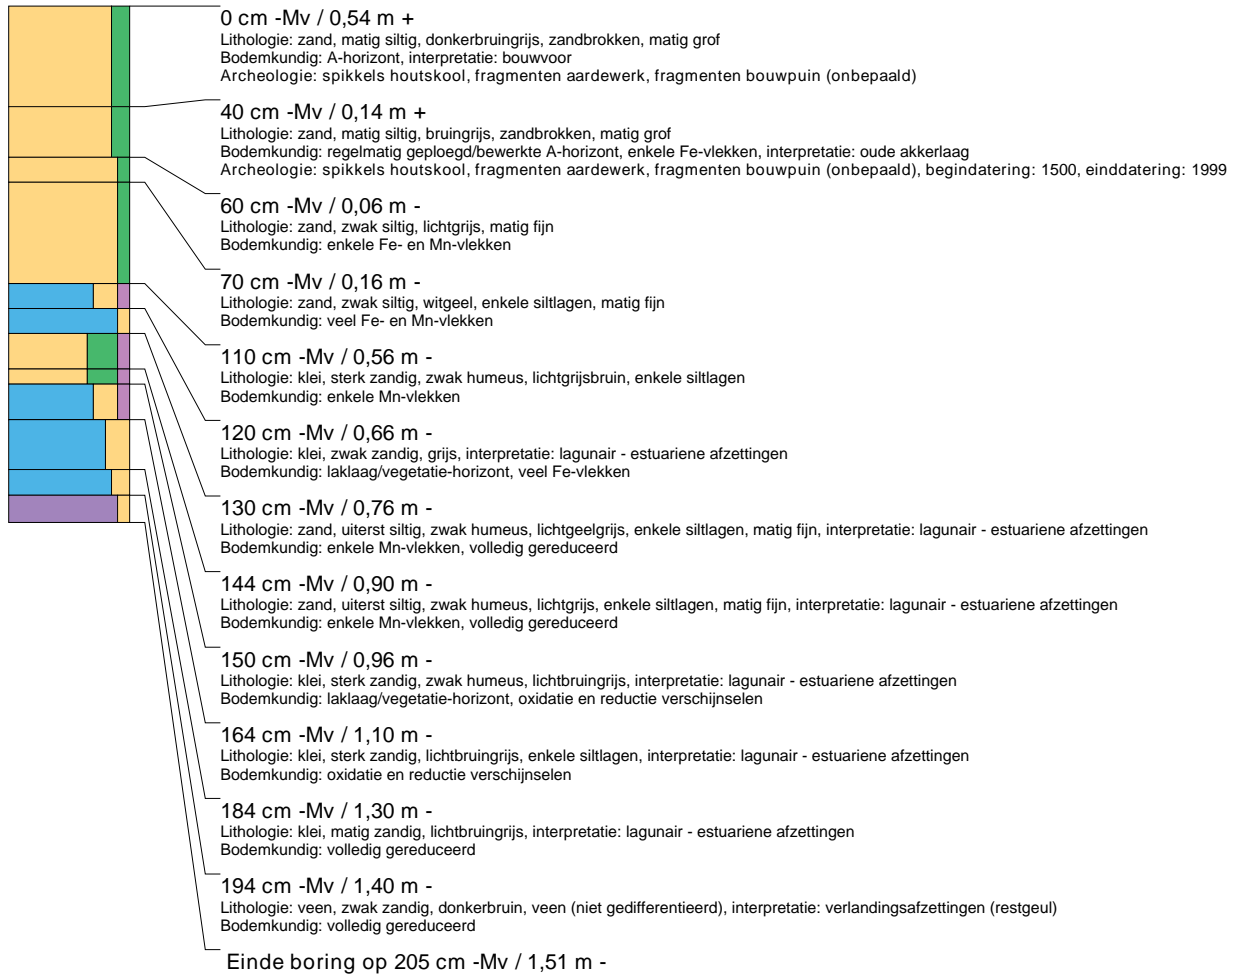 0 cm -Mv / 0,54 m +
Lithologie: zand, matig siltig, donkerbruingrijs, zandbrokken, matig grof
Bodemkundig: A-horizont, interpretatie: bouwvoor
Archeologie: spikkels houtskool, fragmenten aardewerk, fragmenten bouwpuin (onbepaald)
40 cm -Mv / 0,14 m +
Lithologie: zand, matig siltig, bruingrijs, zandbrokken, matig grof
Bodemkundig: regelmatig geploegd/bewerkte A-horizont, enkele Fe-vlekken, interpretatie: oude akkerlaag
Archeologie: spikkels houtskool, fragmenten aardewerk, fragmenten bouwpuin (onbepaald), begindatering: 1500, einddatering: 1999
60 cm -Mv / 0,06 m -
Lithologie: zand, zwak siltig, lichtgrijs, matig fijn
Bodemkundig: enkele Fe- en Mn-vlekken
70 cm -Mv / 0,16 m -
Lithologie: zand, zwak siltig, witgeel, enkele siltlagen, matig fijn
Bodemkundig: veel Fe- en Mn-vlekken
110 cm -Mv / 0,56 m -
Lithologie: klei, sterk zandig, zwak humeus, lichtgrijsbruin, enkele siltlagen
Bodemkundig: enkele Mn-vlekken
120 cm -Mv / 0,66 m -
Lithologie: klei, zwak zandig, grijs, interpretatie: lagunair - estuariene afzettingen
Bodemkundig: laklaag/vegetatie-horizont, veel Fe-vlekken
130 cm -Mv / 0,76 m -
Lithologie: zand, uiterst siltig, zwak humeus, lichtgeelgrijs, enkele siltlagen, matig fijn, interpretatie: lagunair - estuariene afzettingen
Bodemkundig: enkele Mn-vlekken, volledig gereduceerd
144 cm -Mv / 0,90 m -
Lithologie: zand, uiterst siltig, zwak humeus, lichtgrijs, enkele siltlagen, matig fijn, interpretatie: lagunair - estuariene afzettingen
Bodemkundig: enkele Mn-vlekken, volledig gereduceerd
150 cm -Mv / 0,96 m -
Lithologie: klei, sterk zandig, zwak humeus, lichtbruingrijs, interpretatie: lagunair - estuariene afzettingen
Bodemkundig: laklaag/vegetatie-horizont, oxidatie en reductie verschijnselen
164 cm -Mv / 1,10 m -
Lithologie: klei, sterk zandig, lichtbruingrijs, enkele siltlagen, interpretatie: lagunair - estuariene afzettingen
Bodemkundig: oxidatie en reductie verschijnselen
184 cm -Mv / 1,30 m -
Lithologie: klei, matig zandig, lichtbruingrijs, interpretatie: lagunair - estuariene afzettingen
Bodemkundig: volledig gereduceerd
194 cm -Mv / 1,40 m -
Lithologie: veen, zwak zandig, donkerbruin, veen (niet gedifferentieerd), interpretatie: verlandingsafzettingen (restgeul)
Bodemkundig: volledig gereduceerd
Einde boring op 205 cm -Mv / 1,51 m -